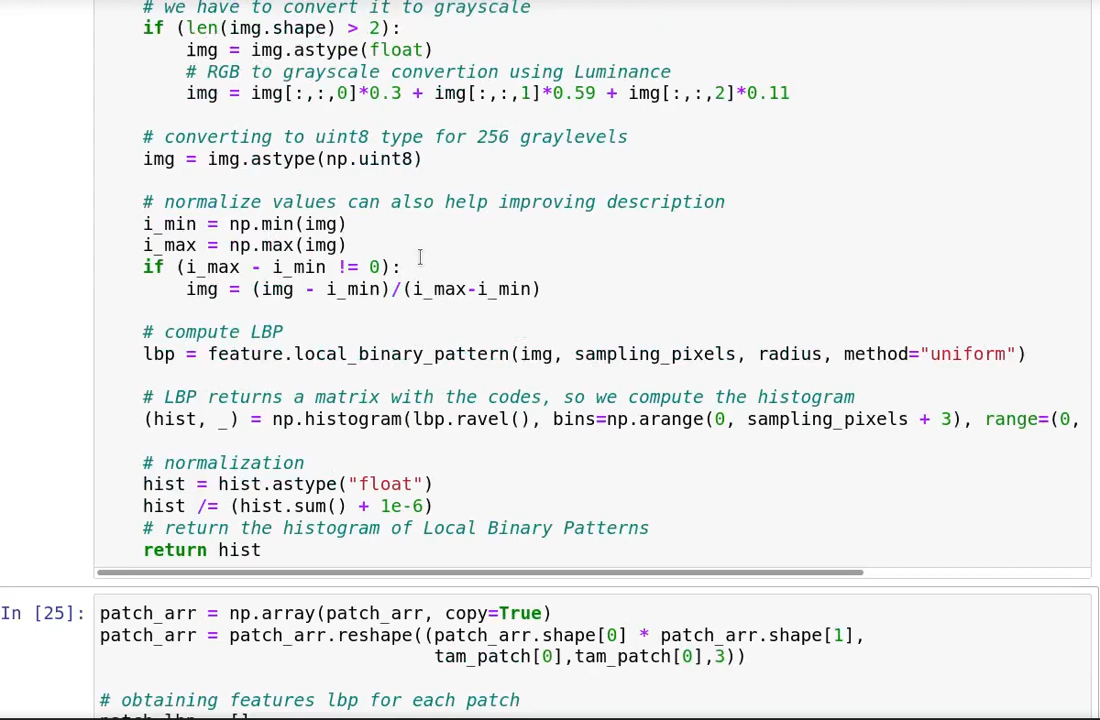 # we have to convert it to grayscale
if (len(img.shape) > 2):
img = img.astype(float)
# RGB to grayscale convertion using Luminance
img = img[:,:,0]*0.3 + img[:,:,1]*0.59 + img[:,:,2]*0.11
# converting to uint8 type for 256 graylevels
img = img.astype(np.uint8)
# normalize values can also help improving description
i_min = np.min(img)
i_max = np.max(img)
if (i_max - i_min != 0):
img = (img - i_min)/(i_max-i_min)
# compute LBP
lbp = feature.local_binary_pattern(img, sampling_pixels, radius, method="uniform")
# LBP returns a matrix with the codes, so we compute the histogram
(hist, _) = np.histogram(lbp.ravel(), bins=np.arange(0, sampling_pixels + 3), range=(0,
# normalization
hist = hist.astype("float")
hist /= (hist.sum() + 1e-6)
# return the histogram of Local Binary Patterns
return hist
In [25]: patch_arr = np.array(patch_arr, copy=True)
patch_arr = patch_arr.reshape((patch_arr.shape[0] * patch_arr.shape[1],
tam_patch[0],tam_patch[0],3))
# obtaining features lbp for each patch